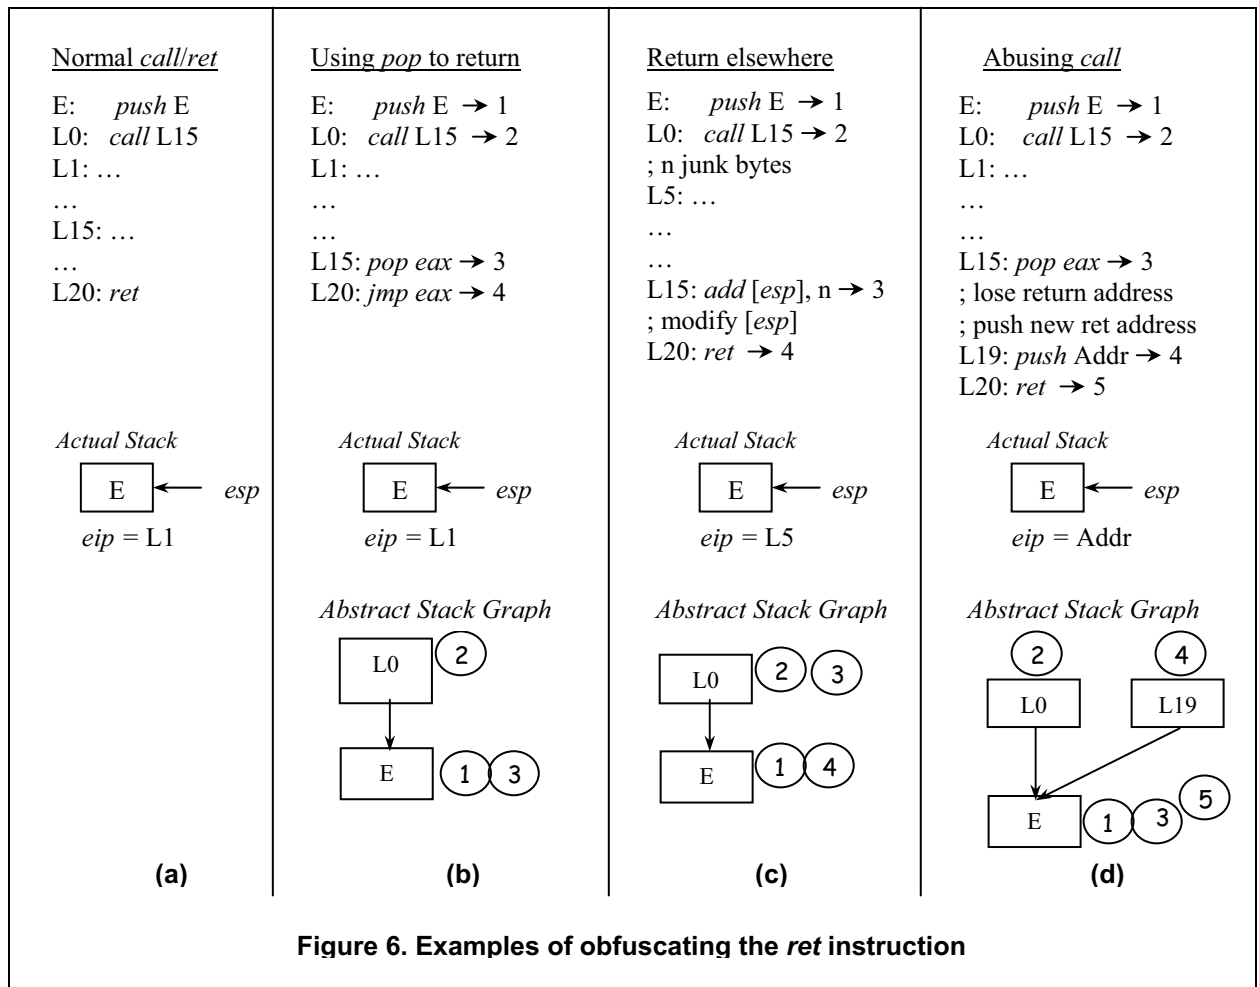 Normal call/ret
E: push E
L0: call L15
L1: …
…
L15: …
…
L20: ret
Actual Stack
E
esp
eip = L1
(a)
Using pop to return
E: push E → 1
L0: call L15 → 2
L1: …
…
…
L15: pop eax → 3
L20: jmp eax → 4
Actual Stack
E
esp
eip = L1
Abstract Stack Graph
L0
2
E
1
3
(b)
Return elsewhere
E: push E → 1
L0: call L15 → 2
; n junk bytes
L5: …
…
…
L15: add [esp], n → 3
; modify [esp]
L20: ret → 4
Actual Stack
E
esp
eip = L5
Abstract Stack Graph
L0
2
3
E
1
4
(c)
Abusing call
E: push E → 1
L0: call L15 → 2
L1: …
…
…
L15: pop eax → 3
; lose return address
; push new ret address
L19: push Addr → 4
L20: ret → 5
Actual Stack
E
esp
eip = Addr
Abstract Stack Graph
2
4
L0
L19
E
1
3
5
(d)
Figure 6. Examples of obfuscating the ret instruction